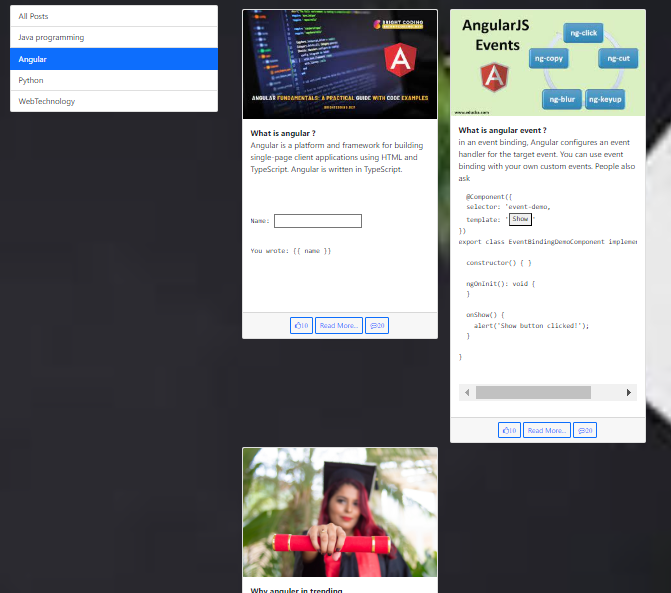 All Posts
Java programming
Angular
Python
WebTechnology
BRIGHT CODING
ANGULAR FUNDAMENTALS: A PRACTICAL GUIDE WITH CODE EXAMPLES
What is angular ?
Angular is a platform and framework for building
single-page client applications using HTML and
TypeScript. Angular is written in TypeScript.
Name:
You wrote: {{ name }}
10
Read More..
20
AngularJS
Events
ng-click
ng-copy
ng-cut
ng-blur
ng-keyup
www.educba.com
What is angular event ?
in an event binding, Angular configures an event
handler for the target event. You can use event
binding with your own custom events. People also
ask
@Component({
selector: 'event-demo,
template: ' Show '
})
export class EventBindingDemoComponent implemen
constructor() { }
ngOnInit(): void {
}
onShow() {
alert('Show button clicked!');
}
}
10
Read More..
20
Why anguler in trending